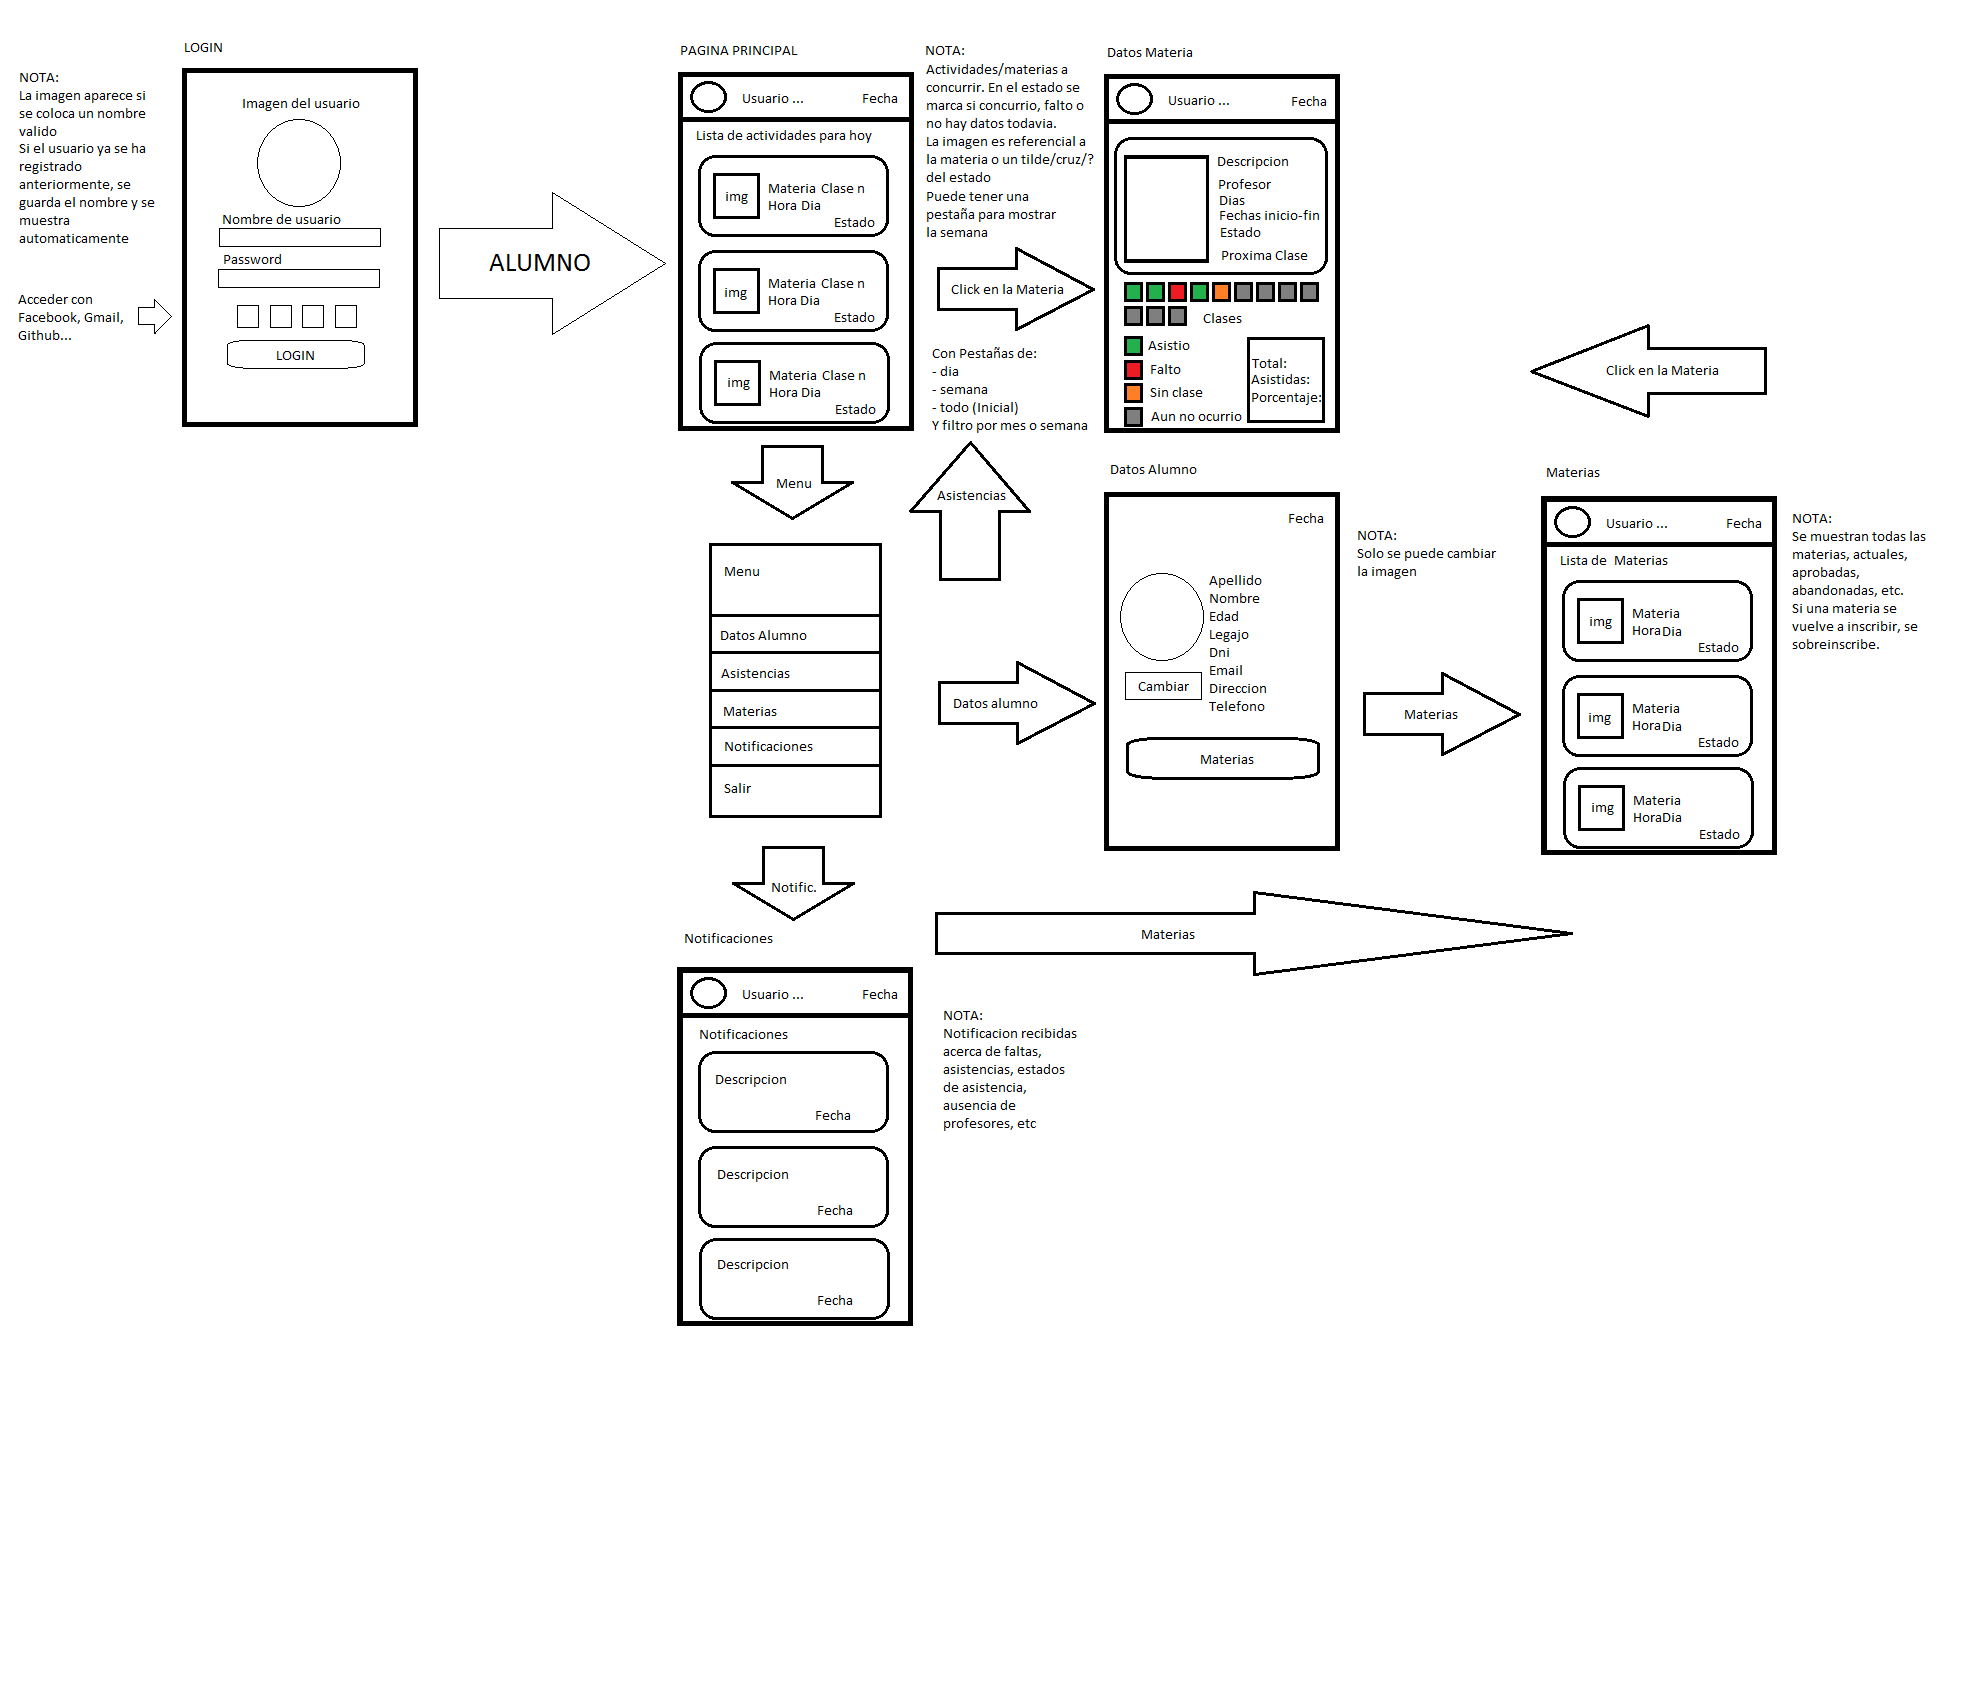 LOGIN
NOTA:
La imagen aparece si
se coloca un nombre
valido
Si el usuario ya se ha
registrado
anteriormente, se
guarda el nombre y se
muestra
automaticamente
Acceder con
Facebook, Gmail,
Github...
Imagen del usuario
Nombre de usuario
Password
LOGIN
ALUMNO
PAGINA PRINCIPAL
Usuario ...
Fecha
Lista de actividades para hoy
img
Materia Clase n
Hora Dia
Estado
img
Materia Clase n
Hora Dia
Estado
img
Materia Clase n
Hora Dia
Estado
NOTA:
Actividades/materias a
concurrir. En el estado se
marca si concurrio, falto o
no hay datos todavia.
La imagen es referencial a
la materia o un tilde/cruz/?
del estado
Puede tener una
pestaña para mostrar
la semana
Click en la Materia
Con Pestañas de:
- dia
- semana
- todo (Inicial)
Y filtro por mes o semana
Datos Materia
Usuario ...
Fecha
Descripcion
Profesor
Dias
Fechas inicio-fin
Estado
Proxima Clase
Clases
Asistio
Falto
Sin clase
Aun no ocurrio
Total:
Asistidas:
Porcentaje:
Click en la Materia
Menu
Asistencias
Menu
Datos Alumno
Asistencias
Materias
Notificaciones
Salir
Datos alumno
Datos Alumno
Fecha
Apellido
Nombre
Edad
Legajo
Dni
Email
Direccion
Telefono
Cambiar
Materias
NOTA:
Solo se puede cambiar
la imagen
Materias
Materias
Usuario ...
Fecha
Lista de  Materias
img
Materia
HoraDia
Estado
img
Materia
HoraDia
Estado
img
Materia
HoraDia
Estado
NOTA:
Se muestran todas las
materias, actuales,
aprobadas,
abandonadas, etc.
Si una materia se
vuelve a inscribir, se
sobreinscribe.
Notific.
Materias
Notificaciones
Usuario ...
Fecha
Notificaciones
Descripcion
Fecha
Descripcion
Fecha
Descripcion
Fecha
NOTA:
Notificacion recibidas
acerca de faltas,
asistencias, estados
de asistencia,
ausencia de
profesores, etc